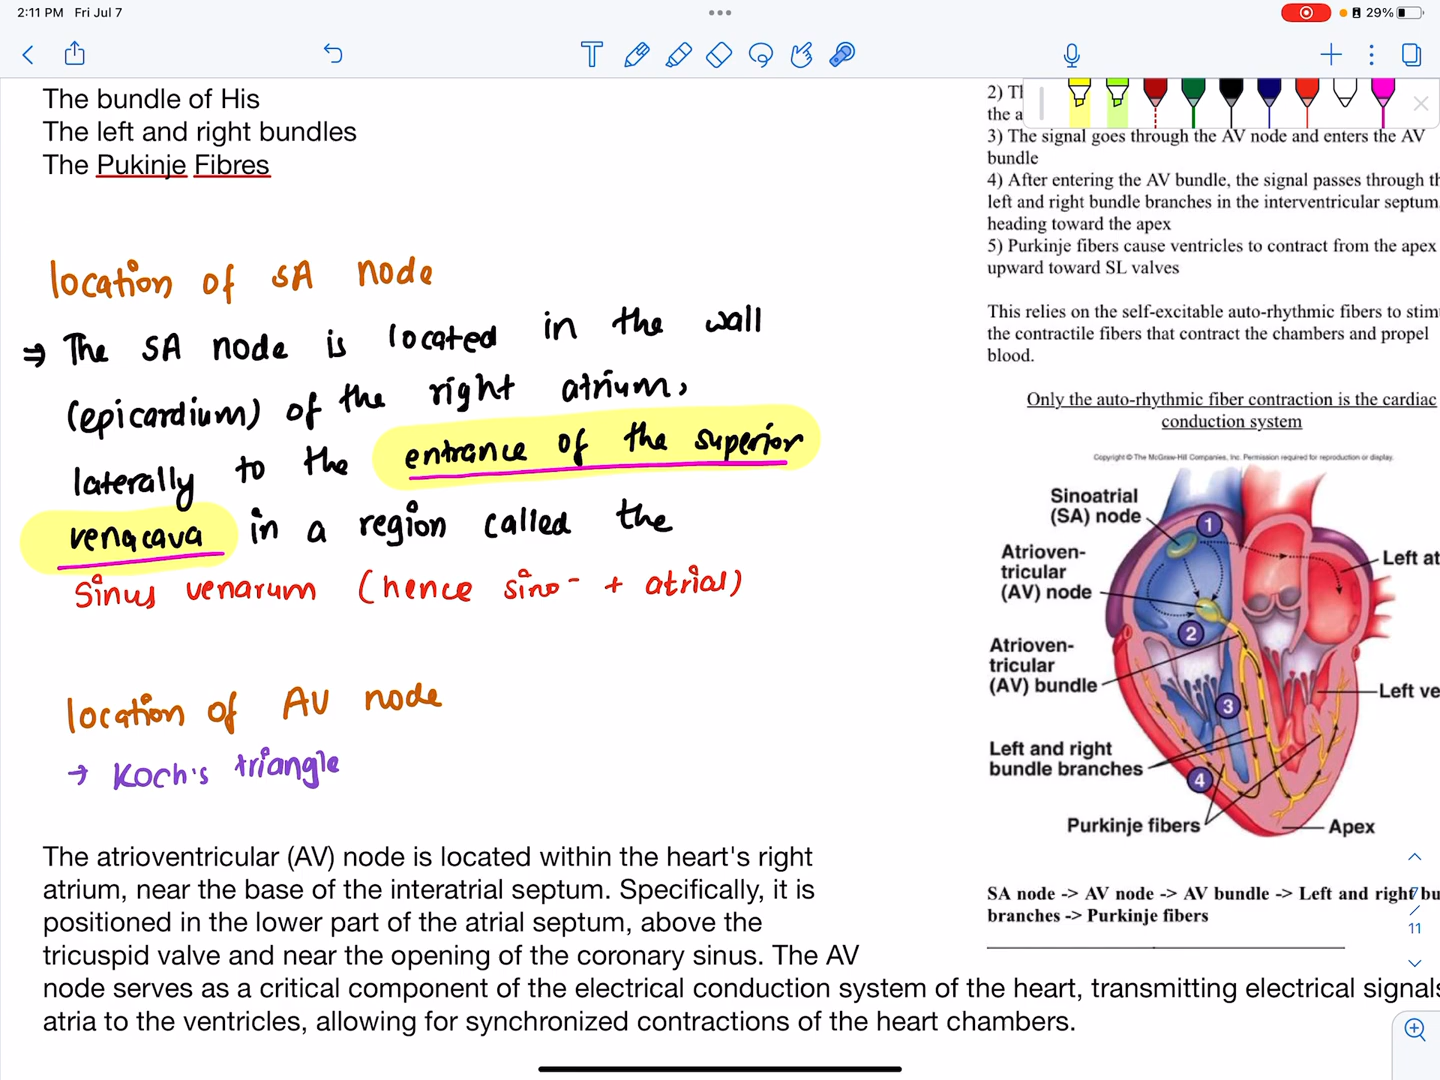 2:11 PM Fri Jul 7
29%
The bundle of His
The left and right bundles
The Pukinje Fibres
location of SA node
⇒ The SA node is located in the wall
(epicardium) of the right atrium,
laterally to the entrance of the superior
venacava in a region called the
Sinus venarum (hence sino- + atrial)
location of AV node
→ Koch's triangle
The atrioventricular (AV) node is located within the heart's right
atrium, near the base of the interatrial septum. Specifically, it is
positioned in the lower part of the atrial septum, above the
tricuspid valve and near the opening of the coronary sinus. The AV
node serves as a critical component of the electrical conduction system of the heart, transmitting electrical signals
atria to the ventricles, allowing for synchronized contractions of the heart chambers.
2) Th
the a
3) The signal goes through the AV node and enters the AV
bundle
4) After entering the AV bundle, the signal passes through th
left and right bundle branches in the interventricular septum
heading toward the apex
5) Purkinje fibers cause ventricles to contract from the apex
upward toward SL valves
This relies on the self-excitable auto-rhythmic fibers to stim
the contractile fibers that contract the chambers and propel
blood.
Only the auto-rhythmic fiber contraction is the cardiac
conduction system
Copyright © The McGraw-Hill Companies, Inc. Permission required for reproduction or display.
Sinoatrial
(SA) node
1
Atrioven-
tricular
(AV) node
Left at
2
Atrioven-
tricular
(AV) bundle
Left ve
3
Left and right
bundle branches
4
Purkinje fibers
Apex
SA node -> AV node -> AV bundle -> Left and right bu
branches -> Purkinje fibers
7
/
11